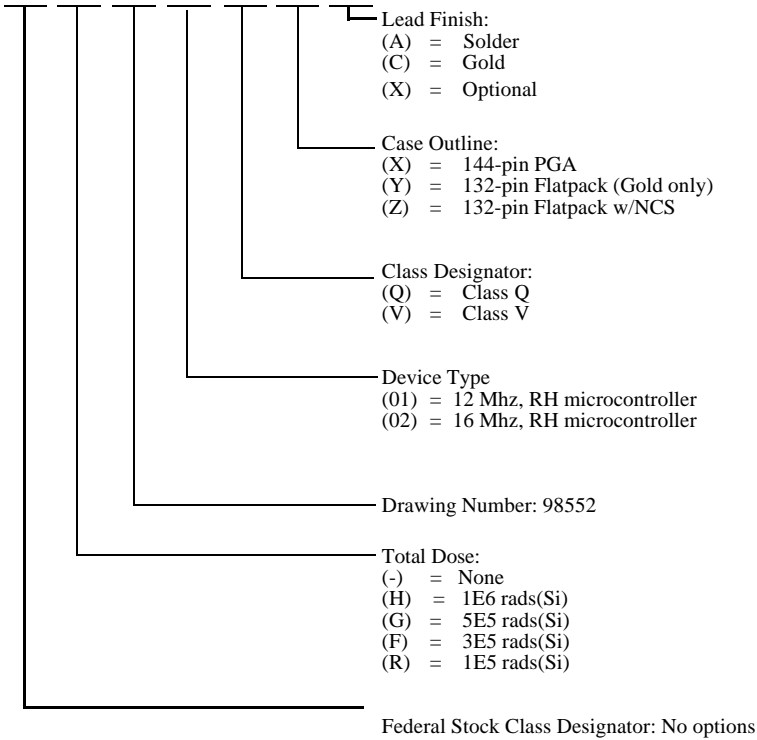 Lead Finish:
(A) = Solder
(C) = Gold
(X) = Optional
Case Outline:
(X) = 144-pin PGA
(Y) = 132-pin Flatpack (Gold only)
(Z) = 132-pin Flatpack w/NCS
Class Designator:
(Q) = Class Q
(V) = Class V
Device Type
(01) = 12 Mhz, RH microcontroller
(02) = 16 Mhz, RH microcontroller
Drawing Number: 98552
Total Dose:
(-) = None
(H) = 1E6 rads(Si)
(G) = 5E5 rads(Si)
(F) = 3E5 rads(Si)
(R) = 1E5 rads(Si)
Federal Stock Class Designator: No options